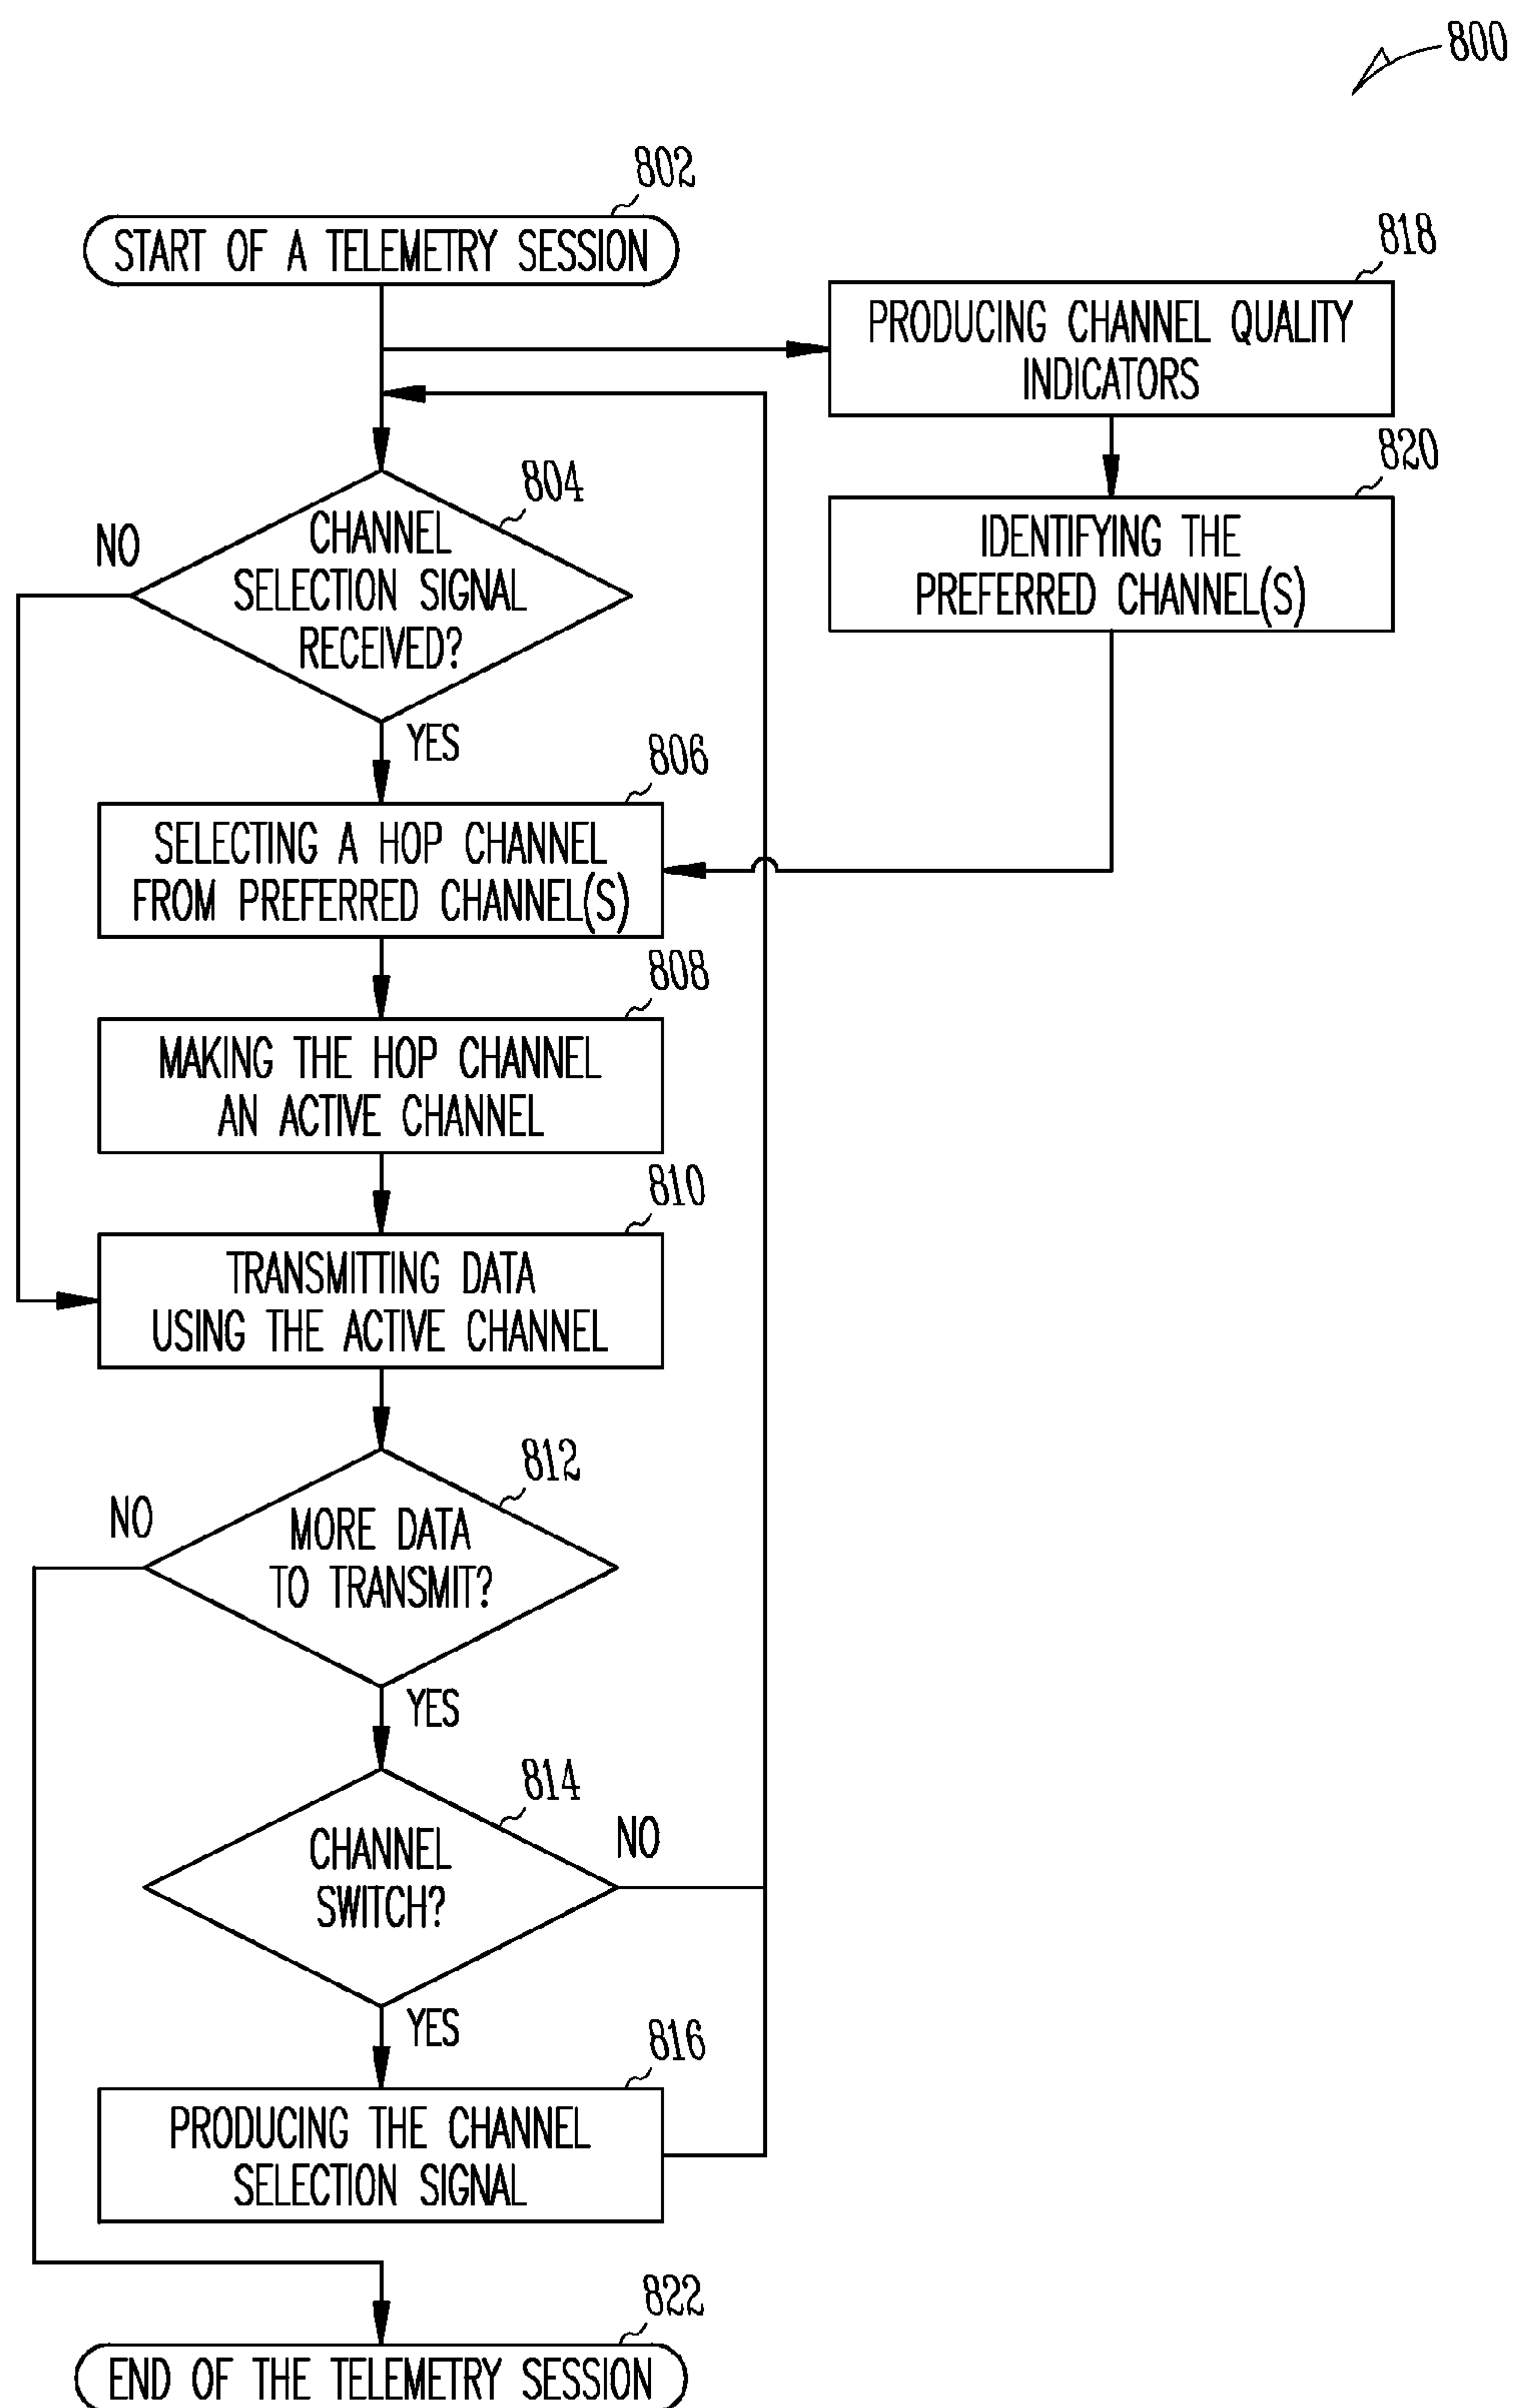 800
802
START OF A TELEMETRY SESSION
818
PRODUCING CHANNEL QUALITY
INDICATORS
820
IDENTIFYING THE
PREFERRED CHANNEL(S)
804
NO
CHANNEL
SELECTION SIGNAL
RECEIVED?
YES
806
SELECTING A HOP CHANNEL
FROM PREFERRED CHANNEL(S)
808
MAKING THE HOP CHANNEL
AN ACTIVE CHANNEL
810
TRANSMITTING DATA
USING THE ACTIVE CHANNEL
812
NO
MORE DATA
TO TRANSMIT?
YES
814
NO
CHANNEL
SWITCH?
YES
816
PRODUCING THE CHANNEL
SELECTION SIGNAL
822
END OF THE TELEMETRY SESSION